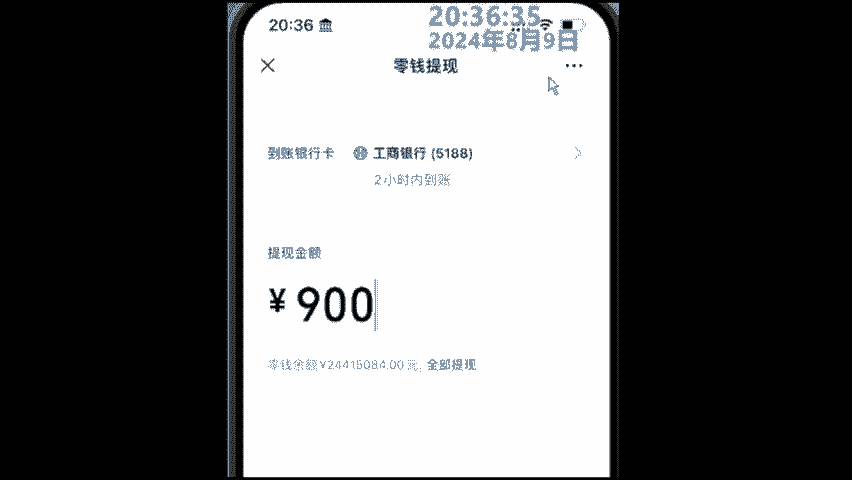 20:36
20:36:35
2024年8月9日
零钱提现
到账银行卡 工商银行 (5188)
2小时内到账
提现金额
¥ 900
零钱余额¥24415084.00元, 全部提现